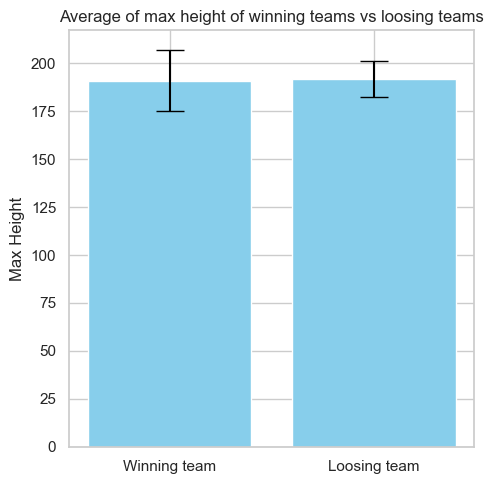 Average of max height of winning teams vs loosing teams
Max Height
200
175
150
125
100
75
50
25
0
Winning team
Loosing team